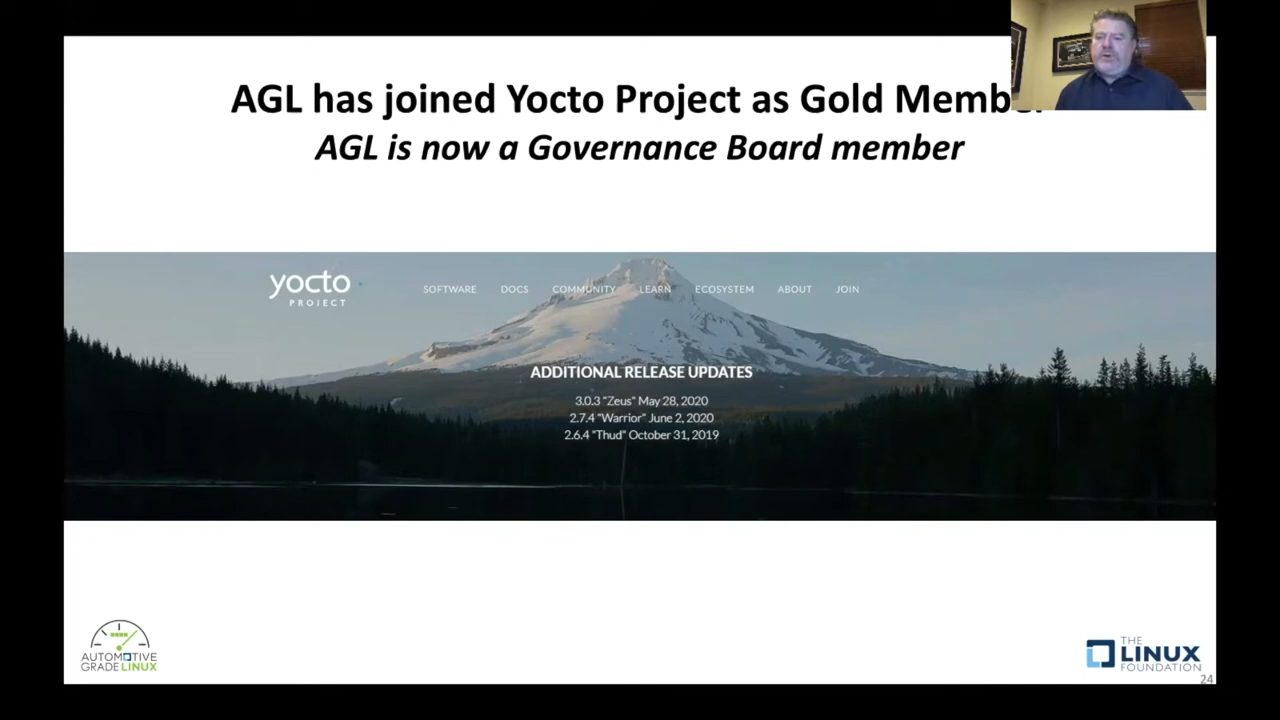 AGL has joined Yocto Project as Gold Member
AGL is now a Governance Board member
yocto
PROJECT
SOFTWARE DOCS COMMUNITY LEARN ECOSYSTEM ABOUT JOIN
ADDITIONAL RELEASE UPDATES
3.0.3 "Zeus" May 28, 2020
2.7.4 "Warrior" June 2, 2020
2.6.4 "Thud" October 31, 2019
AUTOMOTIVE
GRADELINUX
THE
LINUX
FOUNDATION
24